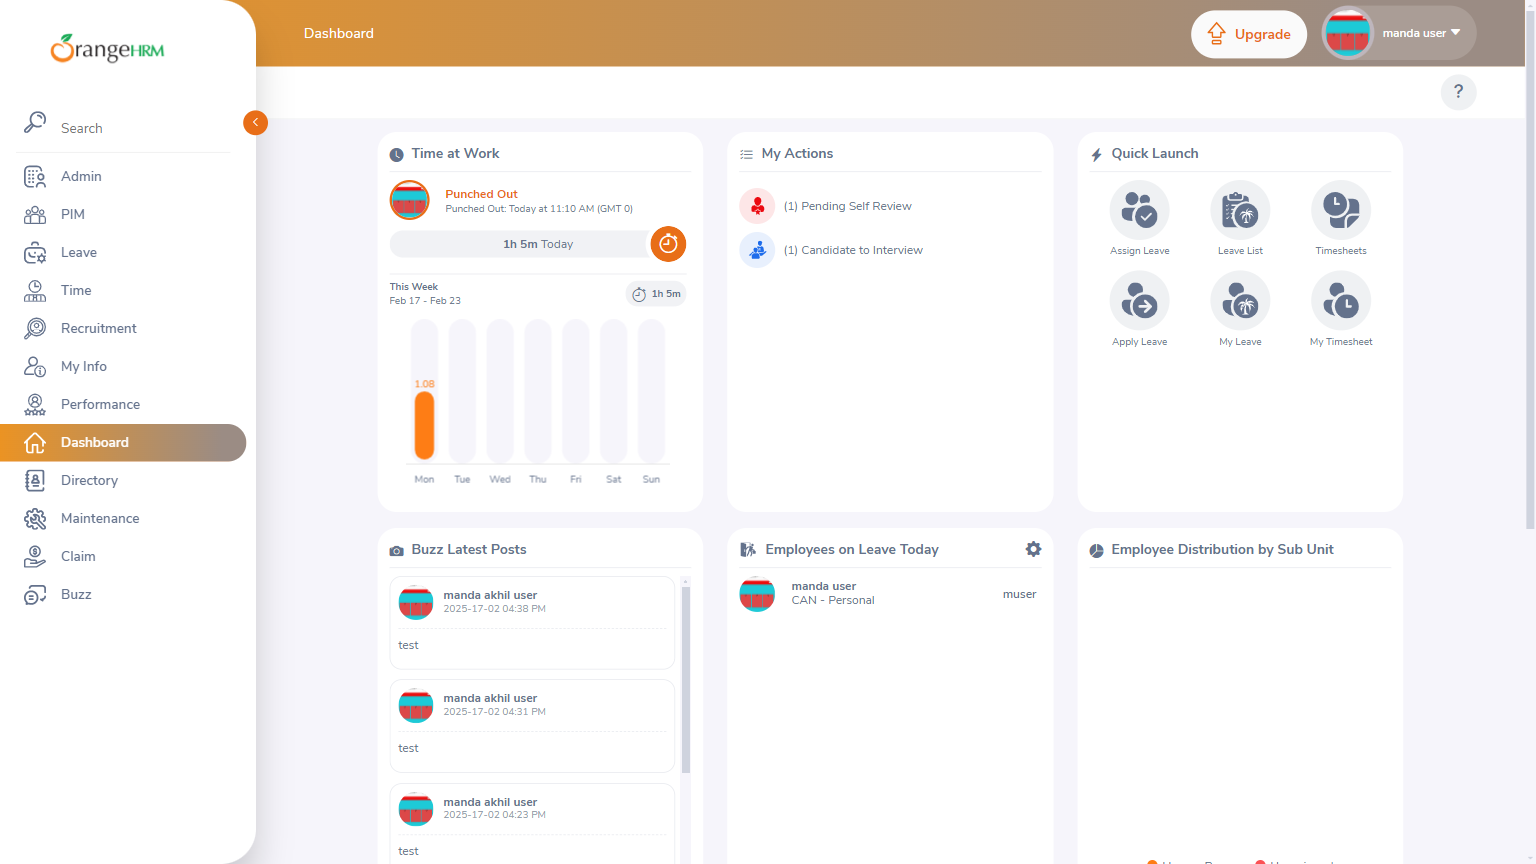 OrangeHRM
Search
Admin
PIM
Leave
Time
Recruitment
My Info
Performance
Dashboard
Directory
Maintenance
Claim
Buzz
Dashboard
Upgrade
manda user
?
Time at Work
Punched Out
Punched Out: Today at 11:10 AM (GMT 0)
1h 5m Today
This Week
Feb 17 - Feb 23
1h 5m
1.08
Mon Tue Wed Thu Fri Sat Sun
My Actions
(1) Pending Self Review
(1) Candidate to Interview
Quick Launch
Assign Leave
Leave List
Timesheets
Apply Leave
My Leave
My Timesheet
Buzz Latest Posts
manda akhil user
2025-17-02 04:38 PM
test
manda akhil user
2025-17-02 04:31 PM
test
manda akhil user
2025-17-02 04:23 PM
test
Employees on Leave Today
manda user
CAN - Personal
muser
Employee Distribution by Sub Unit